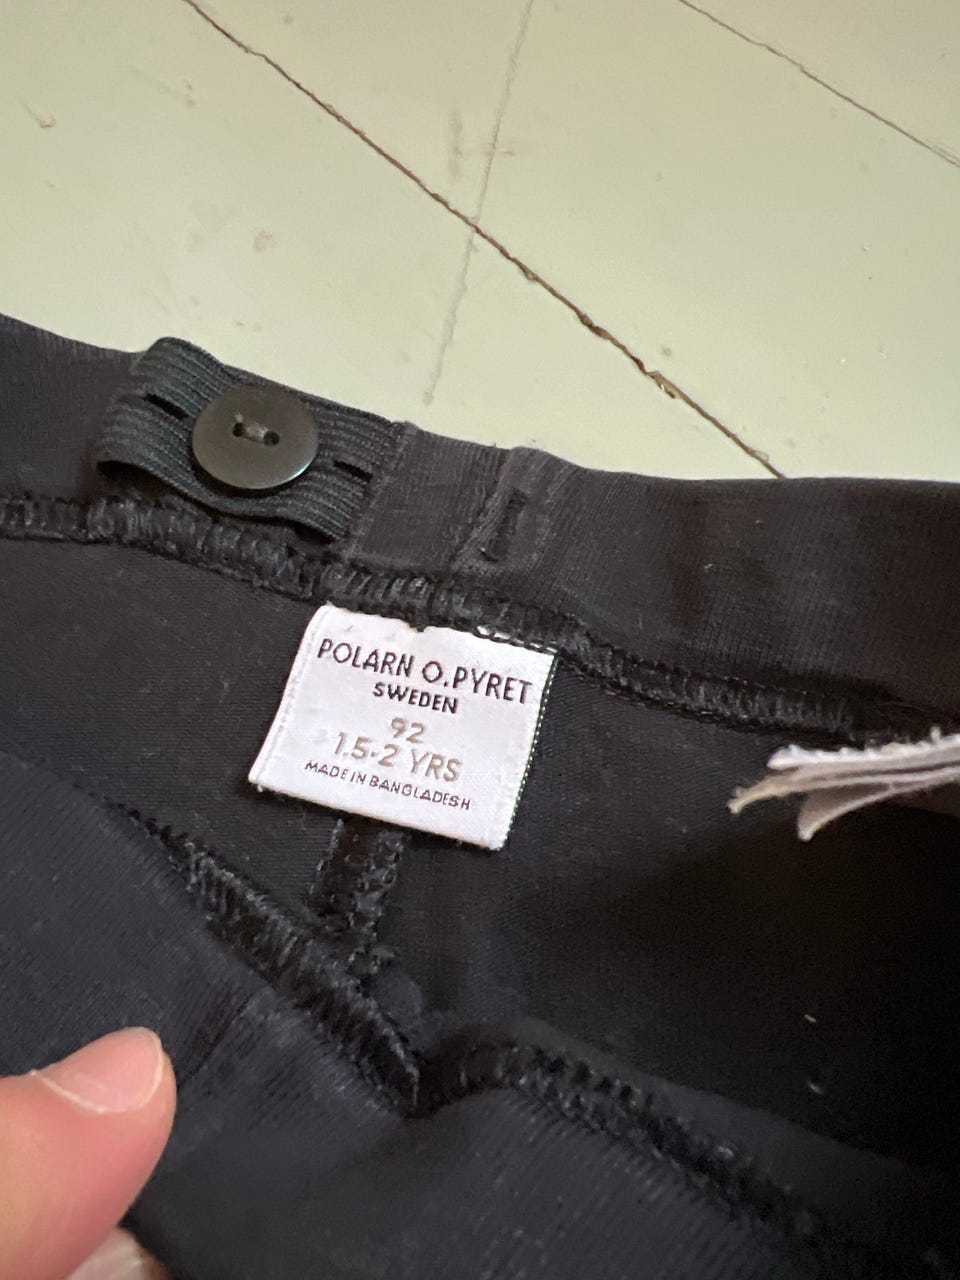 POLARN O.PYRET
SWEDEN
92
1.5-2 YRS
MADE IN BANGLADESH